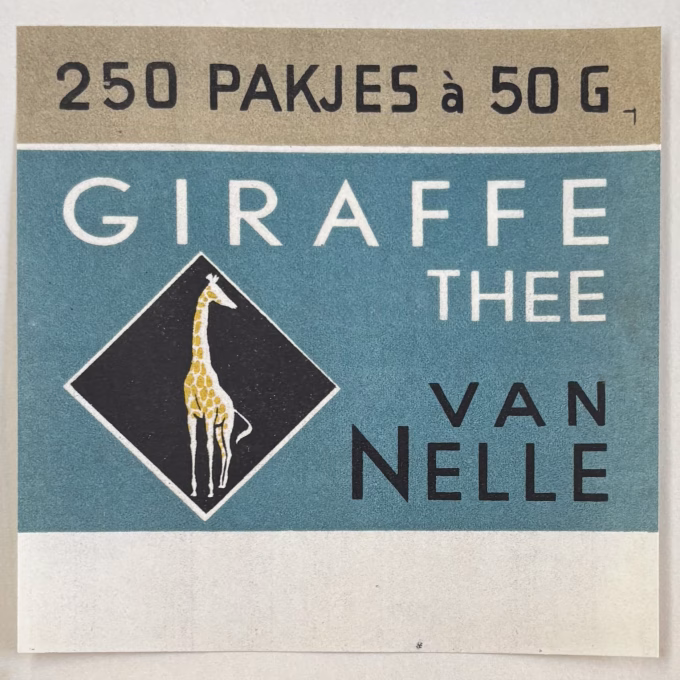 250 PAKJES à 50 G
GIRAFFE
THEE
VAN
NELLE